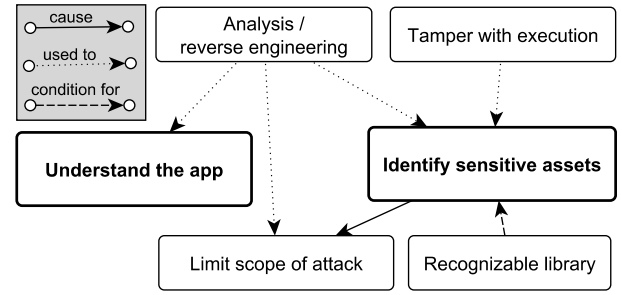 cause
used to
condition for
Analysis /
reverse engineering
Tamper with execution
Understand the app
Identify sensitive assets
Limit scope of attack
Recognizable library